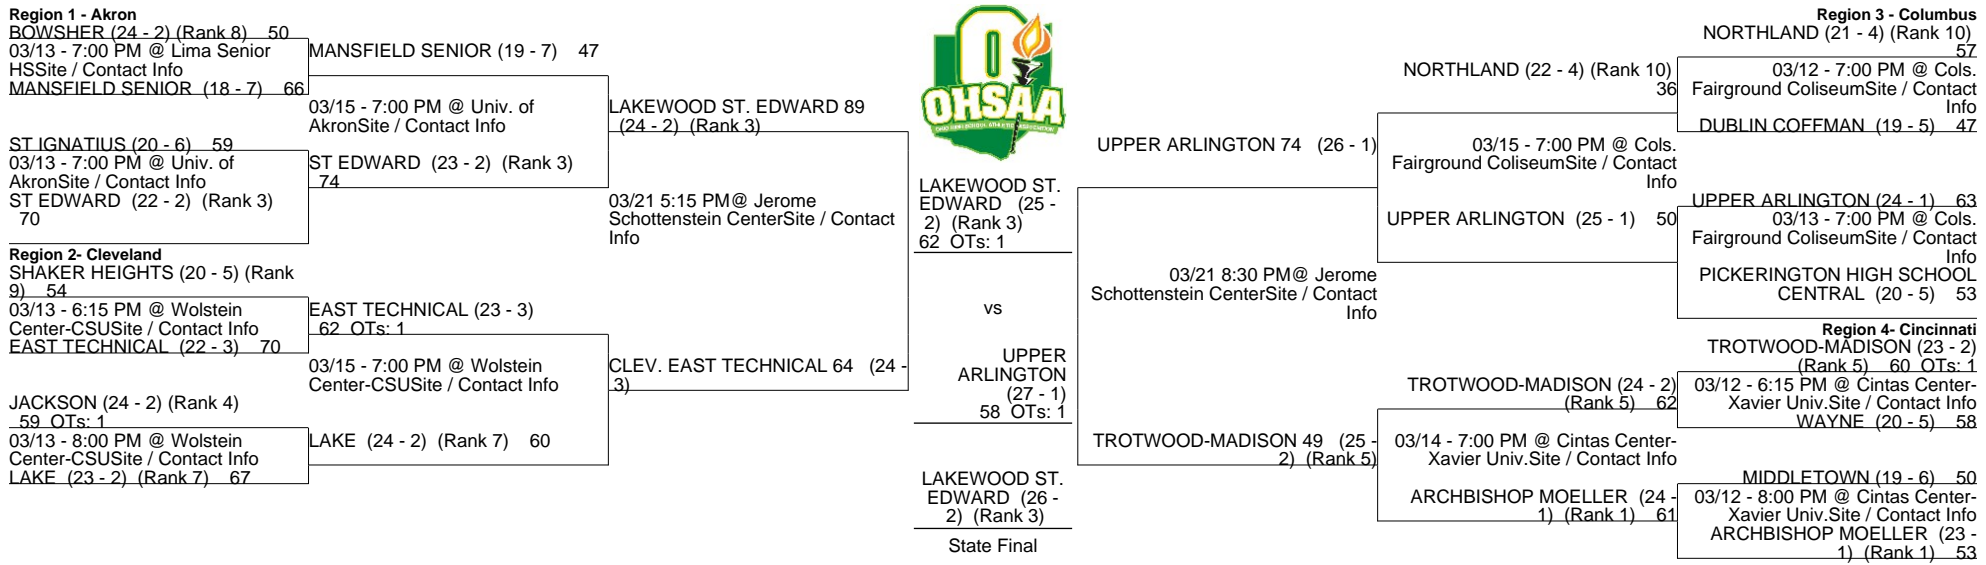 Region 1 - Akron
BOWSHER (24 - 2) (Rank 8) 50
03/13 - 7:00 PM @ Lima Senior
HSSite / Contact Info
MANSFIELD SENIOR (18 - 7) 66
ST IGNATIUS (20 - 6) 59
03/13 - 7:00 PM @ Univ. of
AkronSite / Contact Info
ST EDWARD (22 - 2) (Rank 3)
70
Region 2- Cleveland
SHAKER HEIGHTS (20 - 5) (Rank
9) 54
03/13 - 6:15 PM @ Wolstein
Center-CSUSite / Contact Info
EAST TECHNICAL (22 - 3) 70
JACKSON (24 - 2) (Rank 4)
59 OTs: 1
03/13 - 8:00 PM @ Wolstein
Center-CSUSite / Contact Info
LAKE (23 - 2) (Rank 7) 67
MANSFIELD SENIOR (19 - 7) 47
03/15 - 7:00 PM @ Univ. of
AkronSite / Contact Info
ST EDWARD (23 - 2) (Rank 3)
74
EAST TECHNICAL (23 - 3)
62 OTs: 1
03/15 - 7:00 PM @ Wolstein
Center-CSUSite / Contact Info
LAKE (24 - 2) (Rank 7) 60
LAKEWOOD ST. EDWARD 89
(24 - 2) (Rank 3)
03/21 5:15 PM@ Jerome
Schottenstein CenterSite / Contact
Info
CLEV. EAST TECHNICAL 64 (24 -
3)
OHSAA
LAKEWOOD ST.
EDWARD (25 -
2) (Rank 3)
62 OTs: 1
vs
UPPER
ARLINGTON
(27 - 1)
58 OTs: 1
LAKEWOOD ST.
EDWARD (26 -
2) (Rank 3)
State Final
UPPER ARLINGTON 74 (26 - 1)
03/21 8:30 PM@ Jerome
Schottenstein CenterSite / Contact
Info
TROTWOOD-MADISON 49 (25 -
2) (Rank 5)
NORTHLAND (22 - 4) (Rank 10)
36
03/15 - 7:00 PM @ Cols.
Fairground ColiseumSite / Contact
Info
UPPER ARLINGTON (25 - 1) 50
TROTWOOD-MADISON (24 - 2)
(Rank 5) 62
03/14 - 7:00 PM @ Cintas Center-
Xavier Univ.Site / Contact Info
ARCHBISHOP MOELLER (24 -
1) (Rank 1) 61
Region 3 - Columbus
NORTHLAND (21 - 4) (Rank 10)
57
03/12 - 7:00 PM @ Cols.
Fairground ColiseumSite / Contact
Info
DUBLIN COFFMAN (19 - 5) 47
UPPER ARLINGTON (24 - 1) 63
03/13 - 7:00 PM @ Cols.
Fairground ColiseumSite / Contact
Info
PICKERINGTON HIGH SCHOOL
CENTRAL (20 - 5) 53
Region 4- Cincinnati
TROTWOOD-MADISON (23 - 2)
(Rank 5) 60 OTs: 1
03/12 - 6:15 PM @ Cintas Center-
Xavier Univ.Site / Contact Info
WAYNE (20 - 5) 58
MIDDLETOWN (19 - 6) 50
03/12 - 8:00 PM @ Cintas Center-
Xavier Univ.Site / Contact Info
ARCHBISHOP MOELLER (23 -
1) (Rank 1) 53